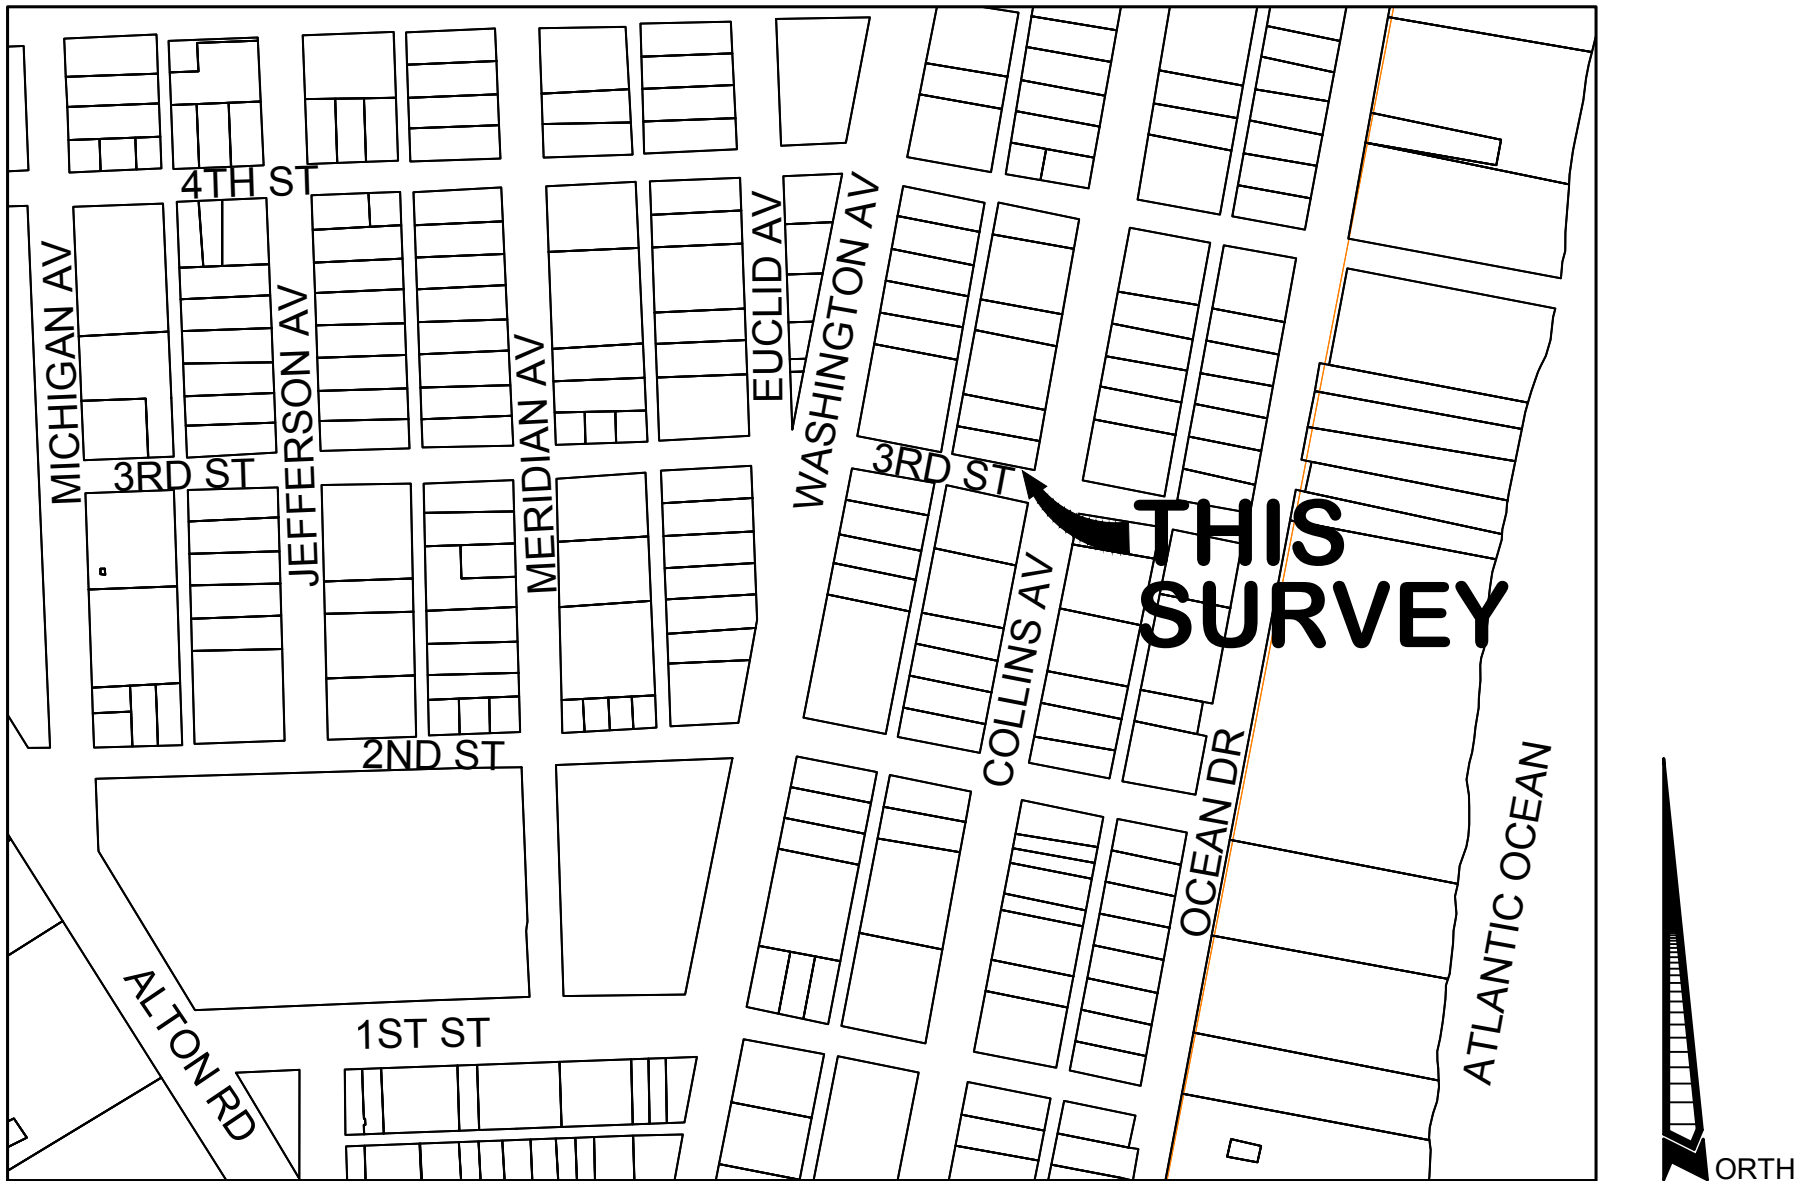 4TH ST
MICHIGAN AV
JEFFERSON AV
MERIDIAN AV
EUCLID AV
WASHINGTON AV
3RD ST
3RD ST
THIS
SURVEY
COLLINS AV
2ND ST
OCEAN DR
ATLANTIC OCEAN
ALTON RD
1ST ST
NORTH